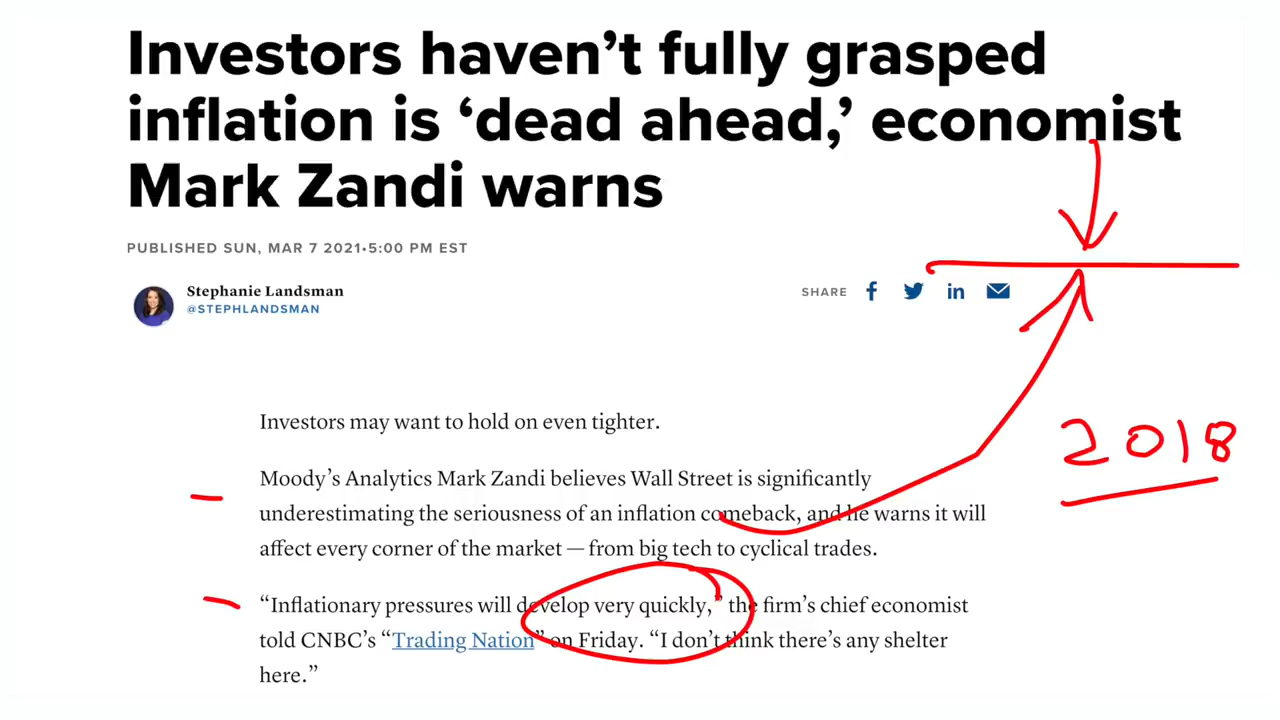 Investors haven’t fully grasped
inflation is ‘dead ahead,’ economist
Mark Zandi warns
PUBLISHED SUN, MAR 7 2021•5:00 PM EST
Stephanie Landsman
@STEPHLANDSMAN
SHARE
2018
Investors may want to hold on even tighter.
Moody’s Analytics Mark Zandi believes Wall Street is significantly
underestimating the seriousness of an inflation comeback, and he warns it will
affect every corner of the market — from big tech to cyclical trades.
“Inflationary pressures will develop very quickly,” the firm’s chief economist
told CNBC’s “Trading Nation” on Friday. “I don’t think there’s any shelter
here.”